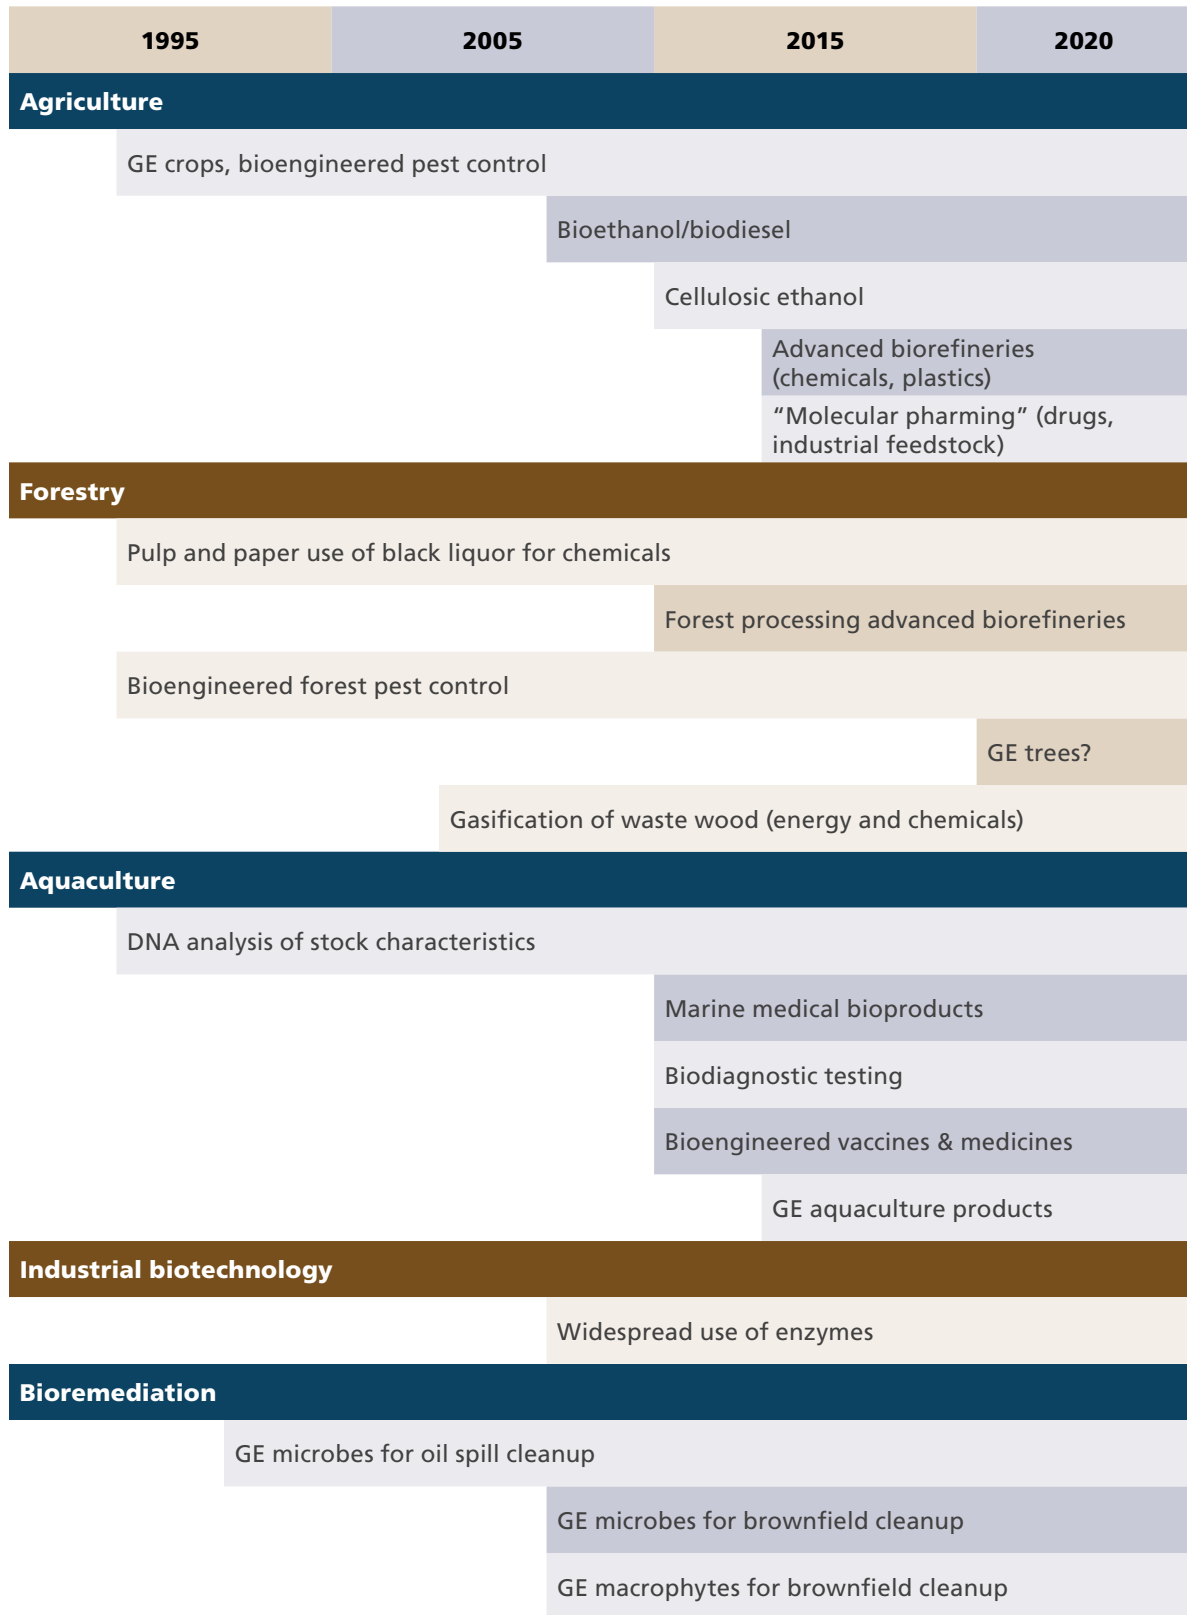 1995 2005 2015 2020
Agriculture
GE crops, bioengineered pest control
Bioethanol/biodiesel
Cellulosic ethanol
Advanced biorefineries
(chemicals, plastics)
“Molecular pharming” (drugs,
industrial feedstock)
Forestry
Pulp and paper use of black liquor for chemicals
Forest processing advanced biorefineries
Bioengineered forest pest control
GE trees?
Gasification of waste wood (energy and chemicals)
Aquaculture
DNA analysis of stock characteristics
Marine medical bioproducts
Biodiagnostic testing
Bioengineered vaccines & medicines
GE aquaculture products
Industrial biotechnology
Widespread use of enzymes
Bioremediation
GE microbes for oil spill cleanup
GE microbes for brownfield cleanup
GE macrophytes for brownfield cleanup